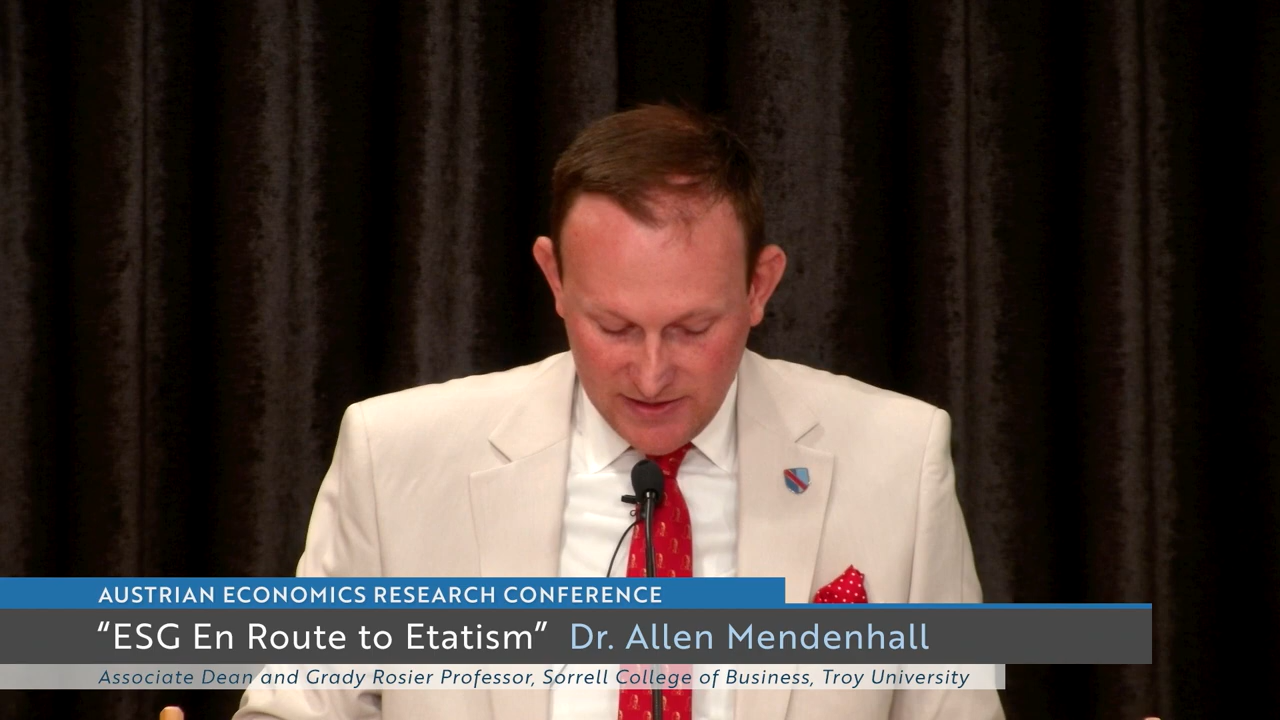 AUSTRIAN ECONOMICS RESEARCH CONFERENCE
“ESG En Route to Etatism” Dr. Allen Mendenhall
Associate Dean and Grady Rosier Professor, Sorrell College of Business, Troy University